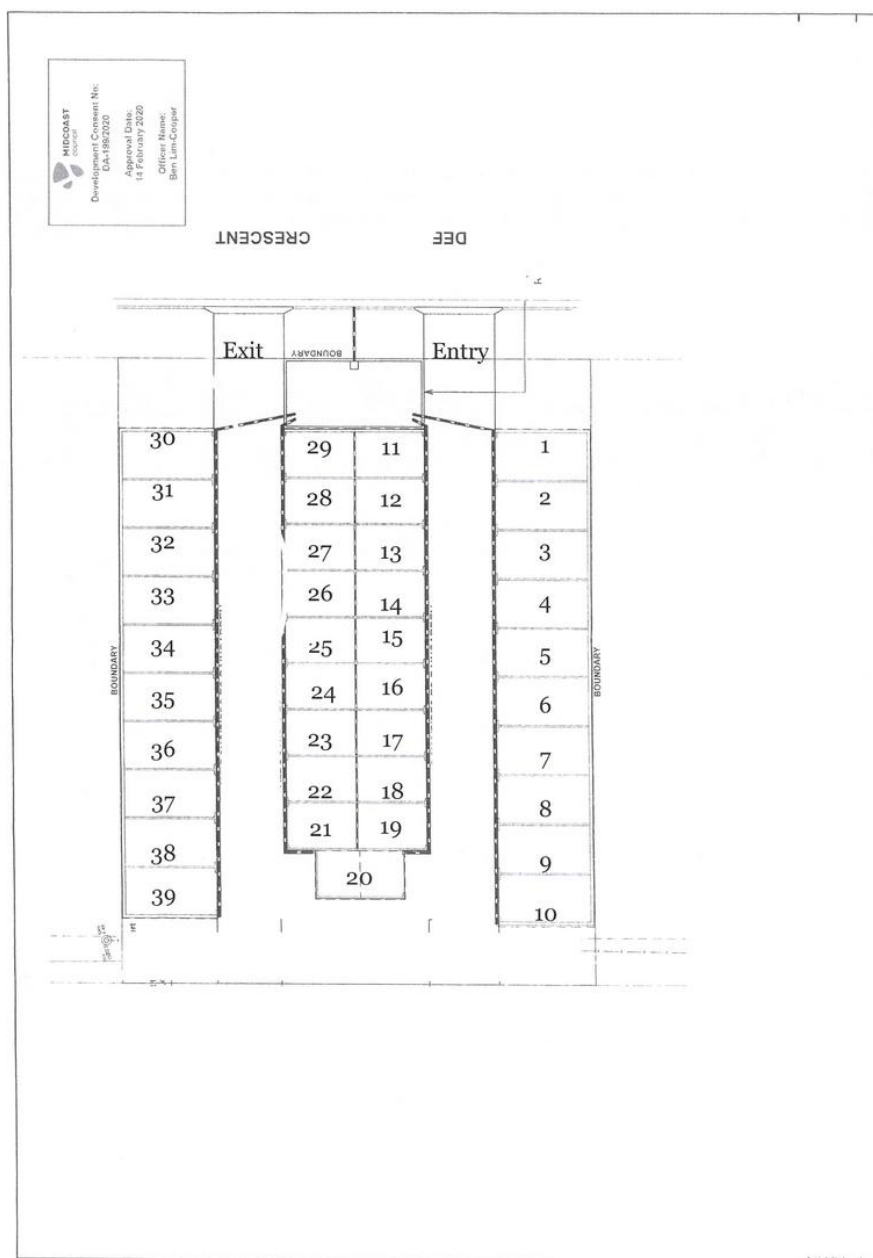 MIDCOAST
council
Development Consent No:
DA-199/2020
Approval Date:
14 February 2020
Officer Name:
Ben Lim-Cooper
DEE CRESCENT
Exit
BOUNDARY
Entry
30 29 11 1
31 28 12 2
32 27 13 3
33 26 14 4
34 25 15 5
35 24 16 6
36 23 17 7
37 22 18 8
38 21 19 9
39 20 10
BOUNDARY
BOUNDARY